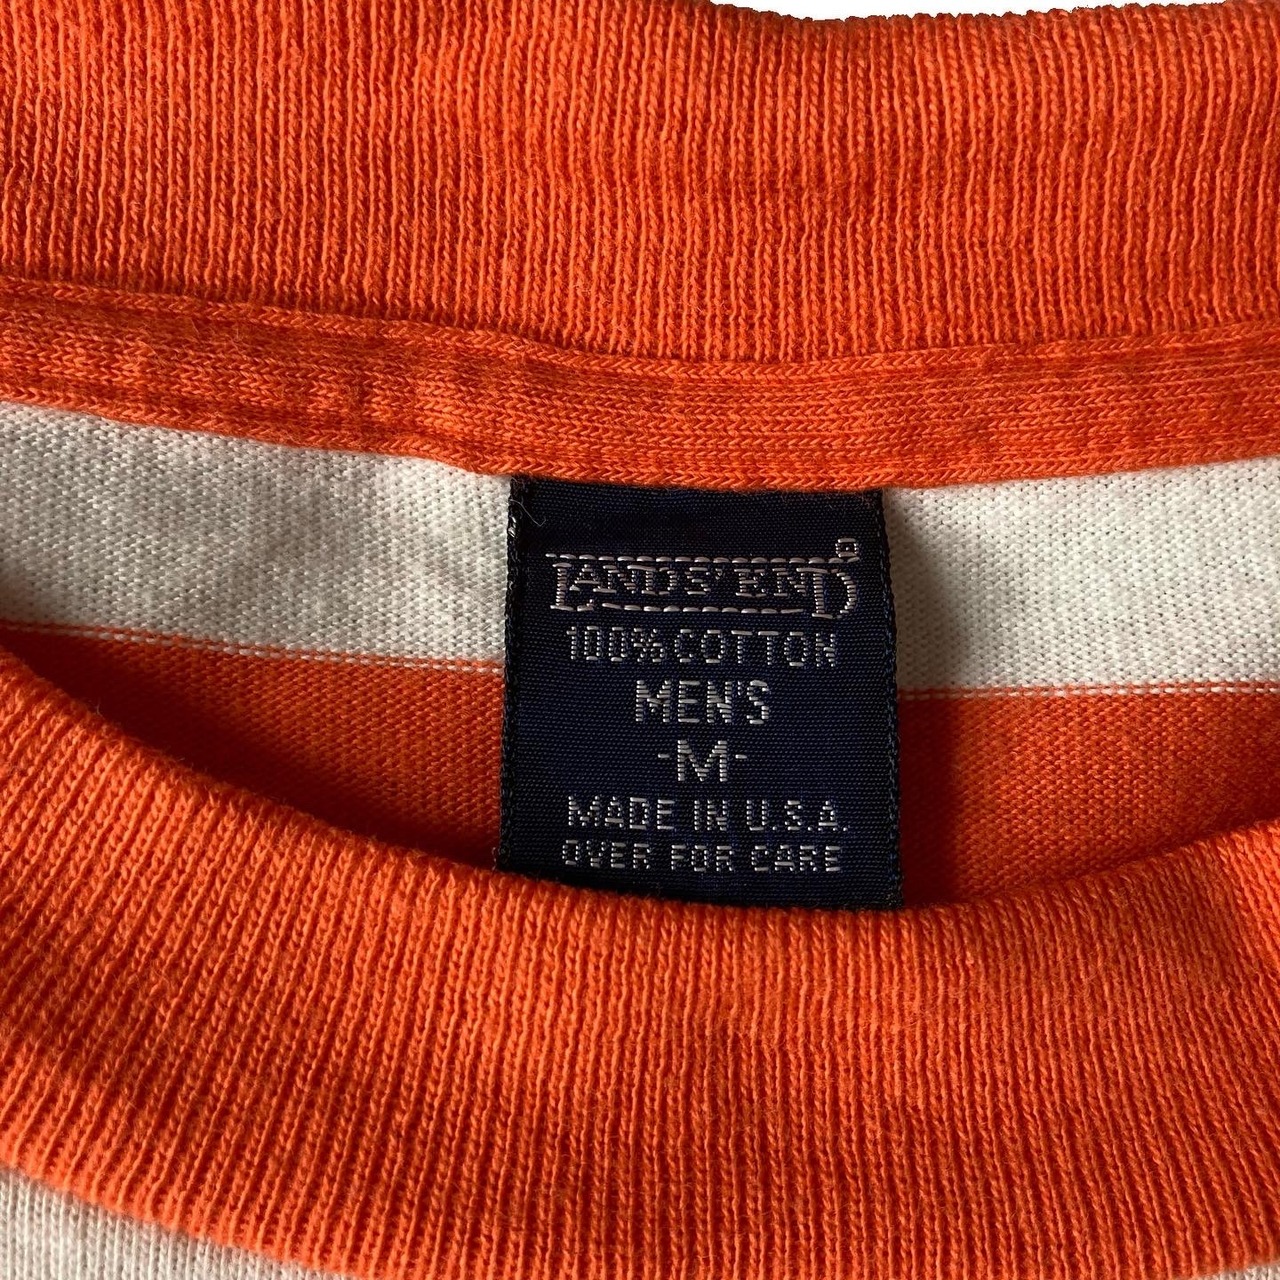 LANDS' END®
100% COTTON
MEN'S
-M-
MADE IN U.S.A.
OVER FOR CARE